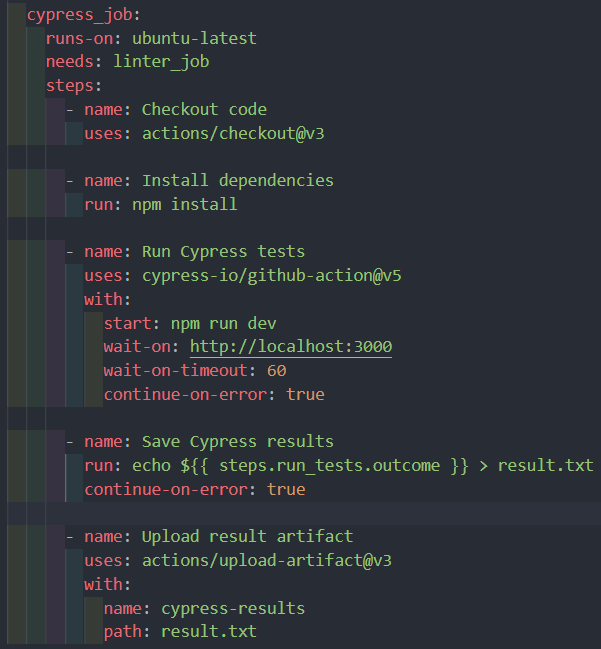 cypress_job:
  runs-on: ubuntu-latest
  needs: linter_job
  steps:
    - name: Checkout code
      uses: actions/checkout@v3

    - name: Install dependencies
      run: npm install

    - name: Run Cypress tests
      uses: cypress-io/github-action@v5
      with:
        start: npm run dev
        wait-on: http://localhost:3000
        wait-on-timeout: 60
        continue-on-error: true

    - name: Save Cypress results
      run: echo ${{ steps.run_tests.outcome }} > result.txt
      continue-on-error: true

    - name: Upload result artifact
      uses: actions/upload-artifact@v3
      with:
        name: cypress-results
        path: result.txt